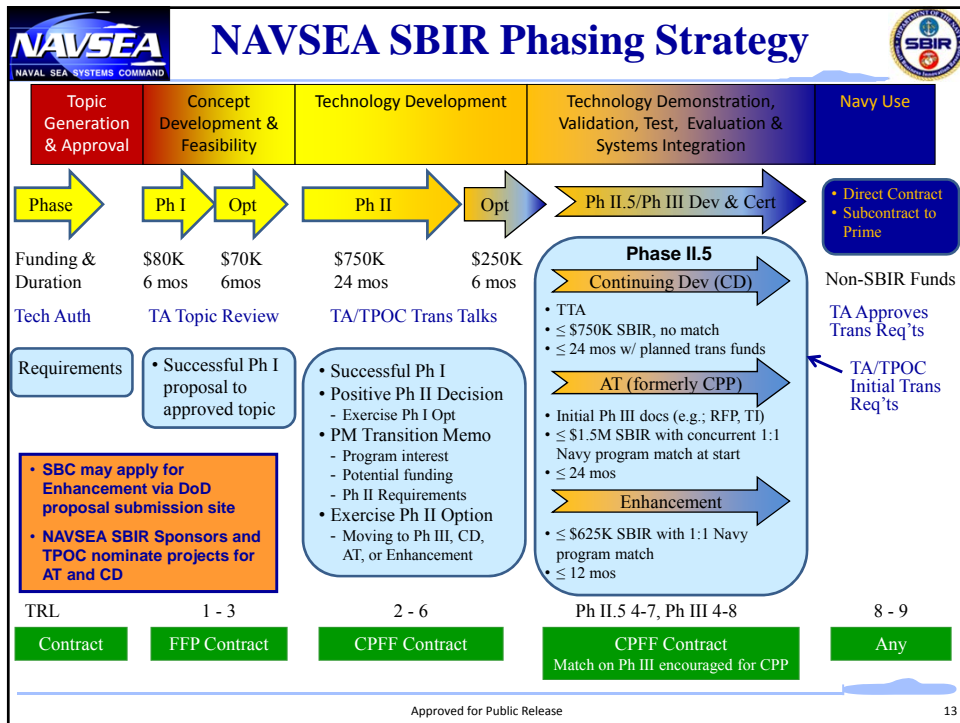 NAVSEA
NAVAL SEA SYSTEMS COMMAND
NAVSEA SBIR Phasing Strategy
SBIR
Topic
Generation
& Approval
Concept
Development &
Feasibility
Technology Development
Technology Demonstration,
Validation, Test, Evaluation &
Systems Integration
Navy Use
Phase
Ph I
Opt
Ph II
Opt
Ph II.5/Ph III Dev & Cert
• Direct Contract
• Subcontract to
Prime
Funding &
Duration
$80K
6 mos
$70K
6mos
$750K
24 mos
$250K
6 mos
Non-SBIR Funds
Tech Auth
TA Topic Review
TA/TPOC Trans Talks
TA Approves
Trans Req'ts
TA/TPOC
Initial Trans
Req'ts
Requirements
• Successful Ph I
proposal to
approved topic
• Successful Ph I
• Positive Ph II Decision
- Exercise Ph I Opt
• PM Transition Memo
- Program interest
- Potential funding
- Ph II Requirements
• Exercise Ph II Option
- Moving to Ph III, CD,
AT, or Enhancement
Phase II.5
Continuing Dev (CD)
• TTA
• ≤ $750K SBIR, no match
• ≤ 24 mos w/ planned trans funds
AT (formerly CPP)
• Initial Ph III docs (e.g.; RFP, TI)
• ≤ $1.5M SBIR with concurrent 1:1
Navy program match at start
• ≤ 24 mos
Enhancement
• ≤ $625K SBIR with 1:1 Navy
program match
• ≤ 12 mos
• SBC may apply for
Enhancement via DoD
proposal submission site
• NAVSEA SBIR Sponsors and
TPOC nominate projects for
AT and CD
TRL
1 - 3
2 - 6
Ph II.5 4-7, Ph III 4-8
8 - 9
Contract
FFP Contract
CPFF Contract
CPFF Contract
Match on Ph III encouraged for CPP
Any
Approved for Public Release
13